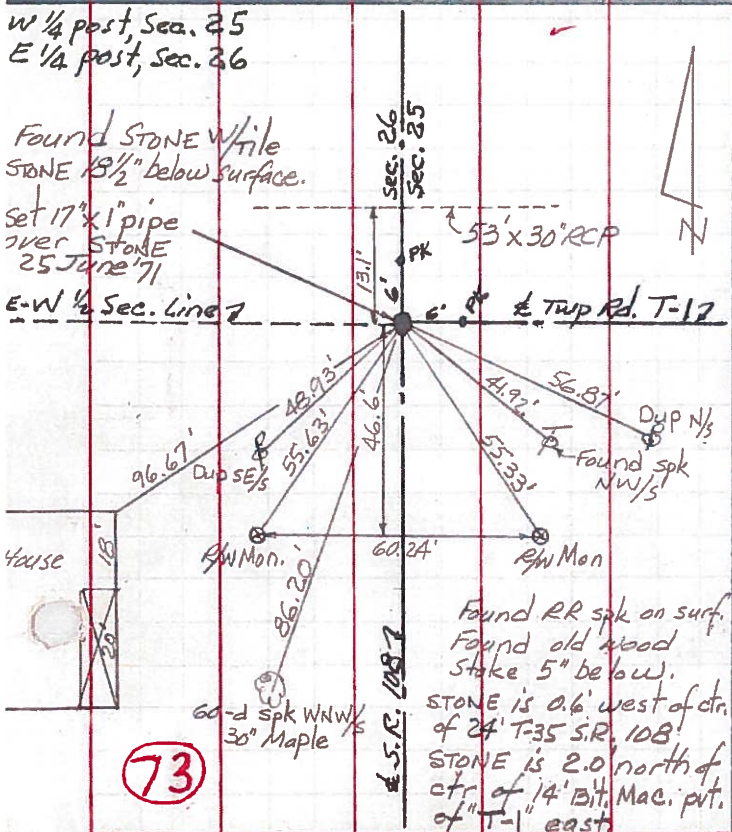 W 1/4 post, Sec. 25
E 1/4 post, Sec. 26
Found STONE W/tile
STONE 18 1/2" below surface.
Set 17" x 1" pipe
over STONE
25 June '71
E-W 1/2 Sec. Line
Sec. 26
Sec. 25
53' x 30" RCP
13.1'
PK
6'
6'
PK
℄ Twp Rd. T-17
N
48.93'
96.67'
Dup SE/s
55.63'
46.6'
41.92'
56.87'
Dup N/s
Found spk
NW/s
55.33'
R/W Mon.
60.24'
R/W Mon
House
18'
20'
86.20'
60-d spk WNW/s
30" Maple
℄ S.R. 108
Found RR spk on surf.
Found old wood
Stake 5" below.
STONE is 0.6' west of ctr.
of 24' T-35 S.R. 108
STONE is 2.0' north of
ctr of 14' Bit. Mac. pvt.
of "T-1" east
73